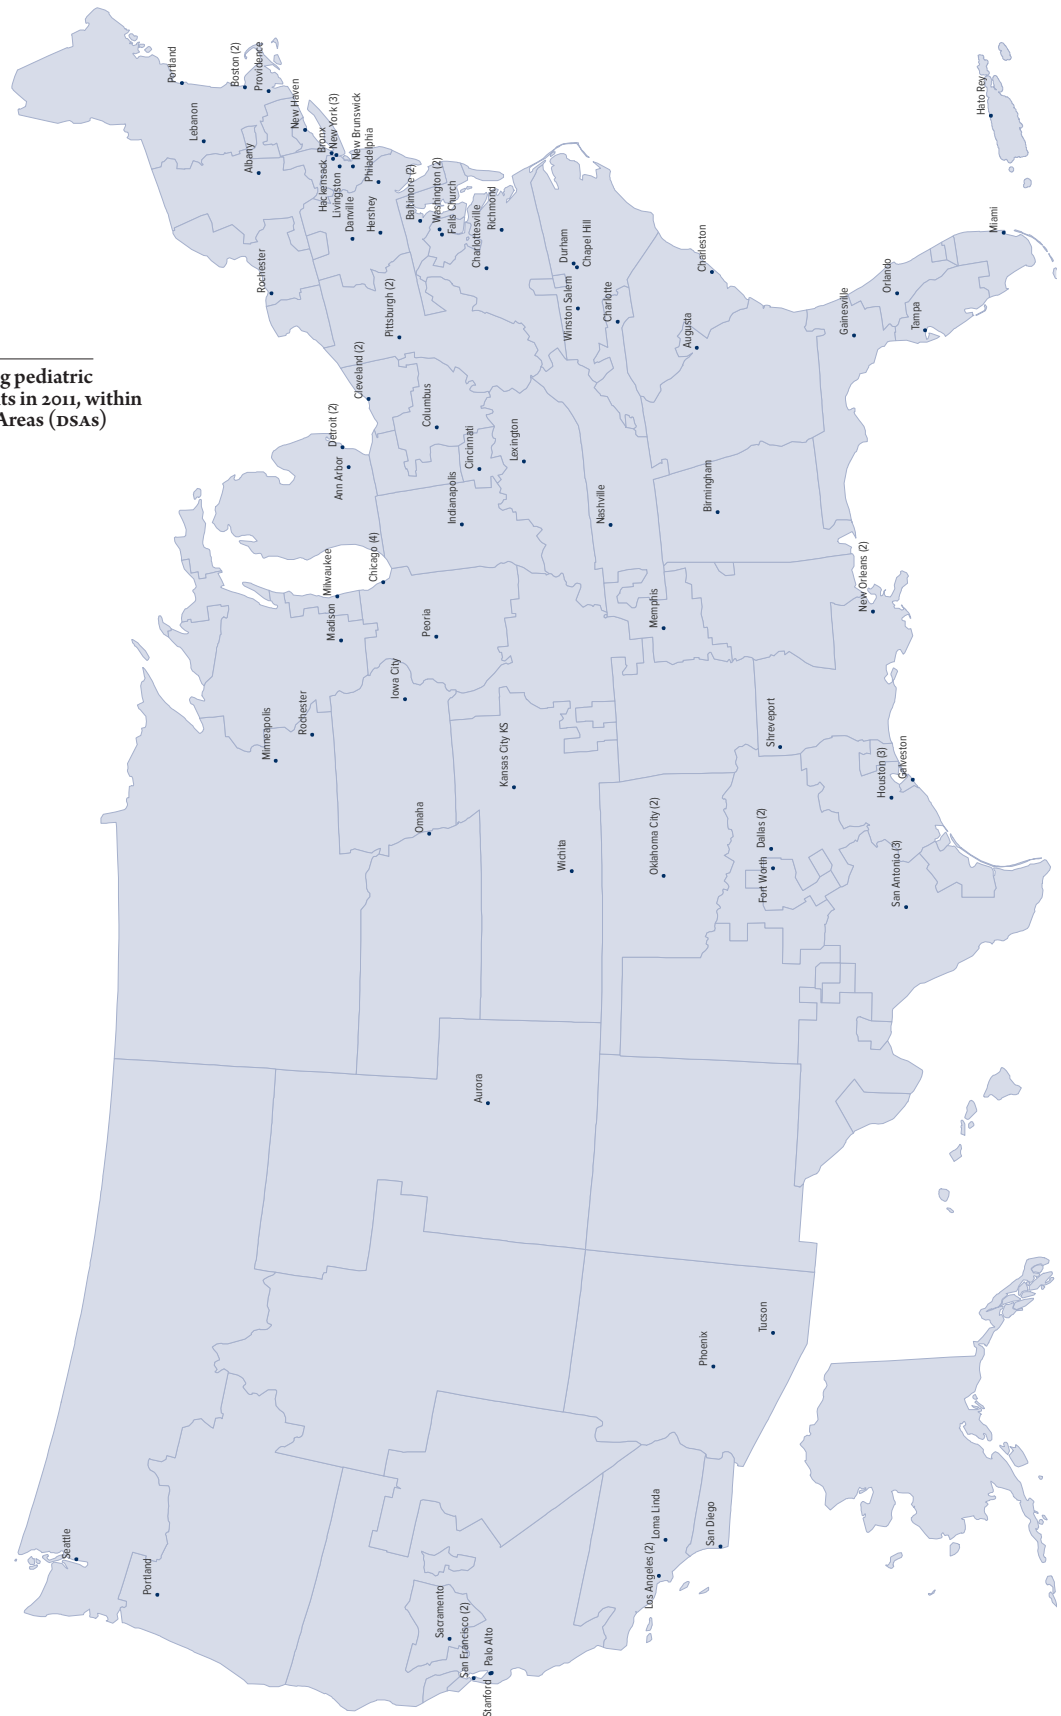 g pediatric
ts in 2011, within
Areas (DSAs)
Portland
Boston (2)
Providence
Lebanon
New Haven
Albany
Bronx
New York (3)
Hackensack
New Brunswick
Livingston
Philadelphia
Danville
Hershey
Baltimore (2)
Washington (2)
Falls Church
Charlottesville
Richmond
Rochester
Pittsburgh (2)
Durham
Chapel Hill
Winston Salem
Charlotte
Charleston
Augusta
Hato Rey
Miami
Orlando
Gainesville
Tampa
Cleveland (2)
Columbus
Detroit (2)
Ann Arbor
Cincinnati
Lexington
Indianapolis
Nashville
Birmingham
Milwaukee
Chicago (4)
Madison
Peoria
Memphis
New Orleans (2)
Iowa City
Minneapolis
Rochester
Kansas City KS
Shreveport
Houston (3)
Galveston
Omaha
Wichita
Oklahoma City (2)
Dallas (2)
Fort Worth
San Antonio (3)
Aurora
Phoenix
Tucson
Seattle
Portland
Sacramento
San Francisco (2)
Palo Alto
Stanford
Los Angeles (2)
Loma Linda
San Diego